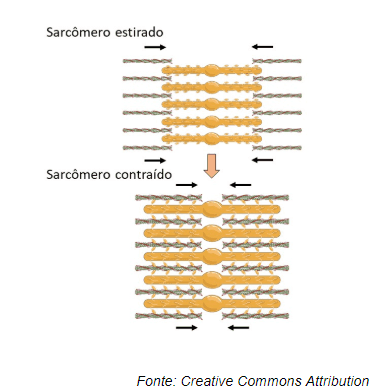 Sarcômero estirado
Sarcômero contraído
Fonte: Creative Commons Attribution